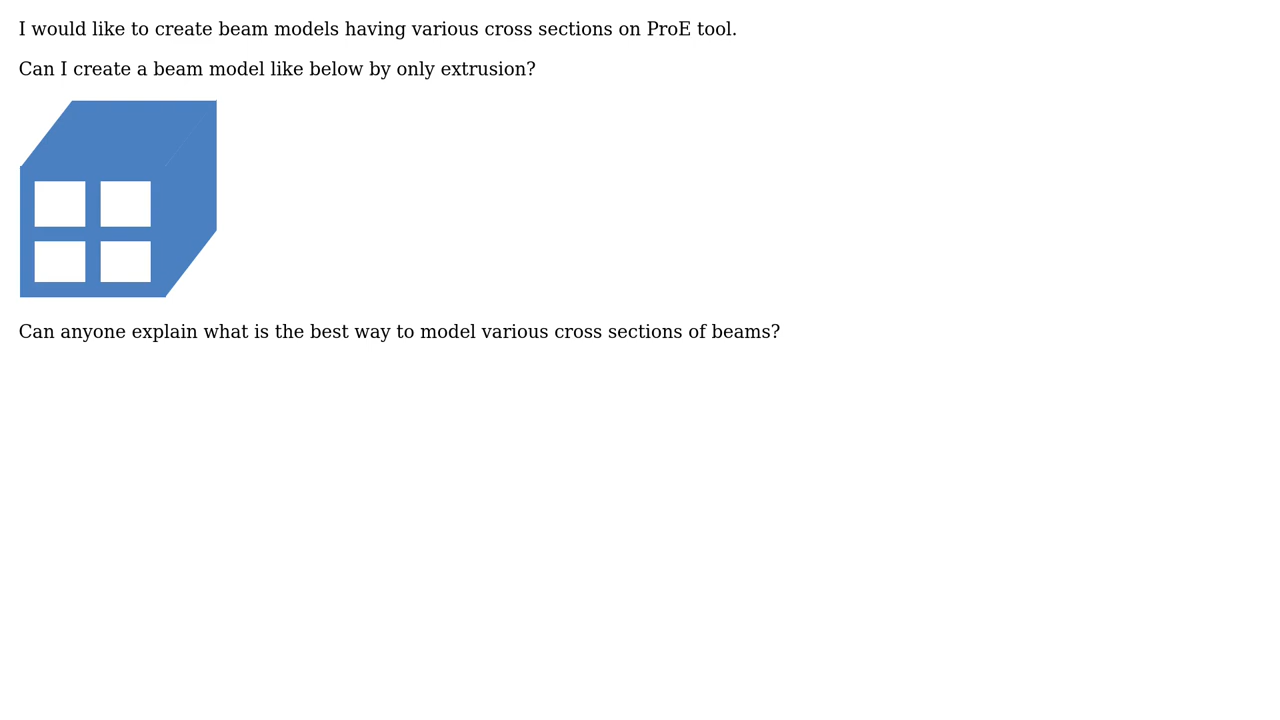 I would like to create beam models having various cross sections on ProE tool.
Can I create a beam model like below by only extrusion?
Can anyone explain what is the best way to model various cross sections of beams?